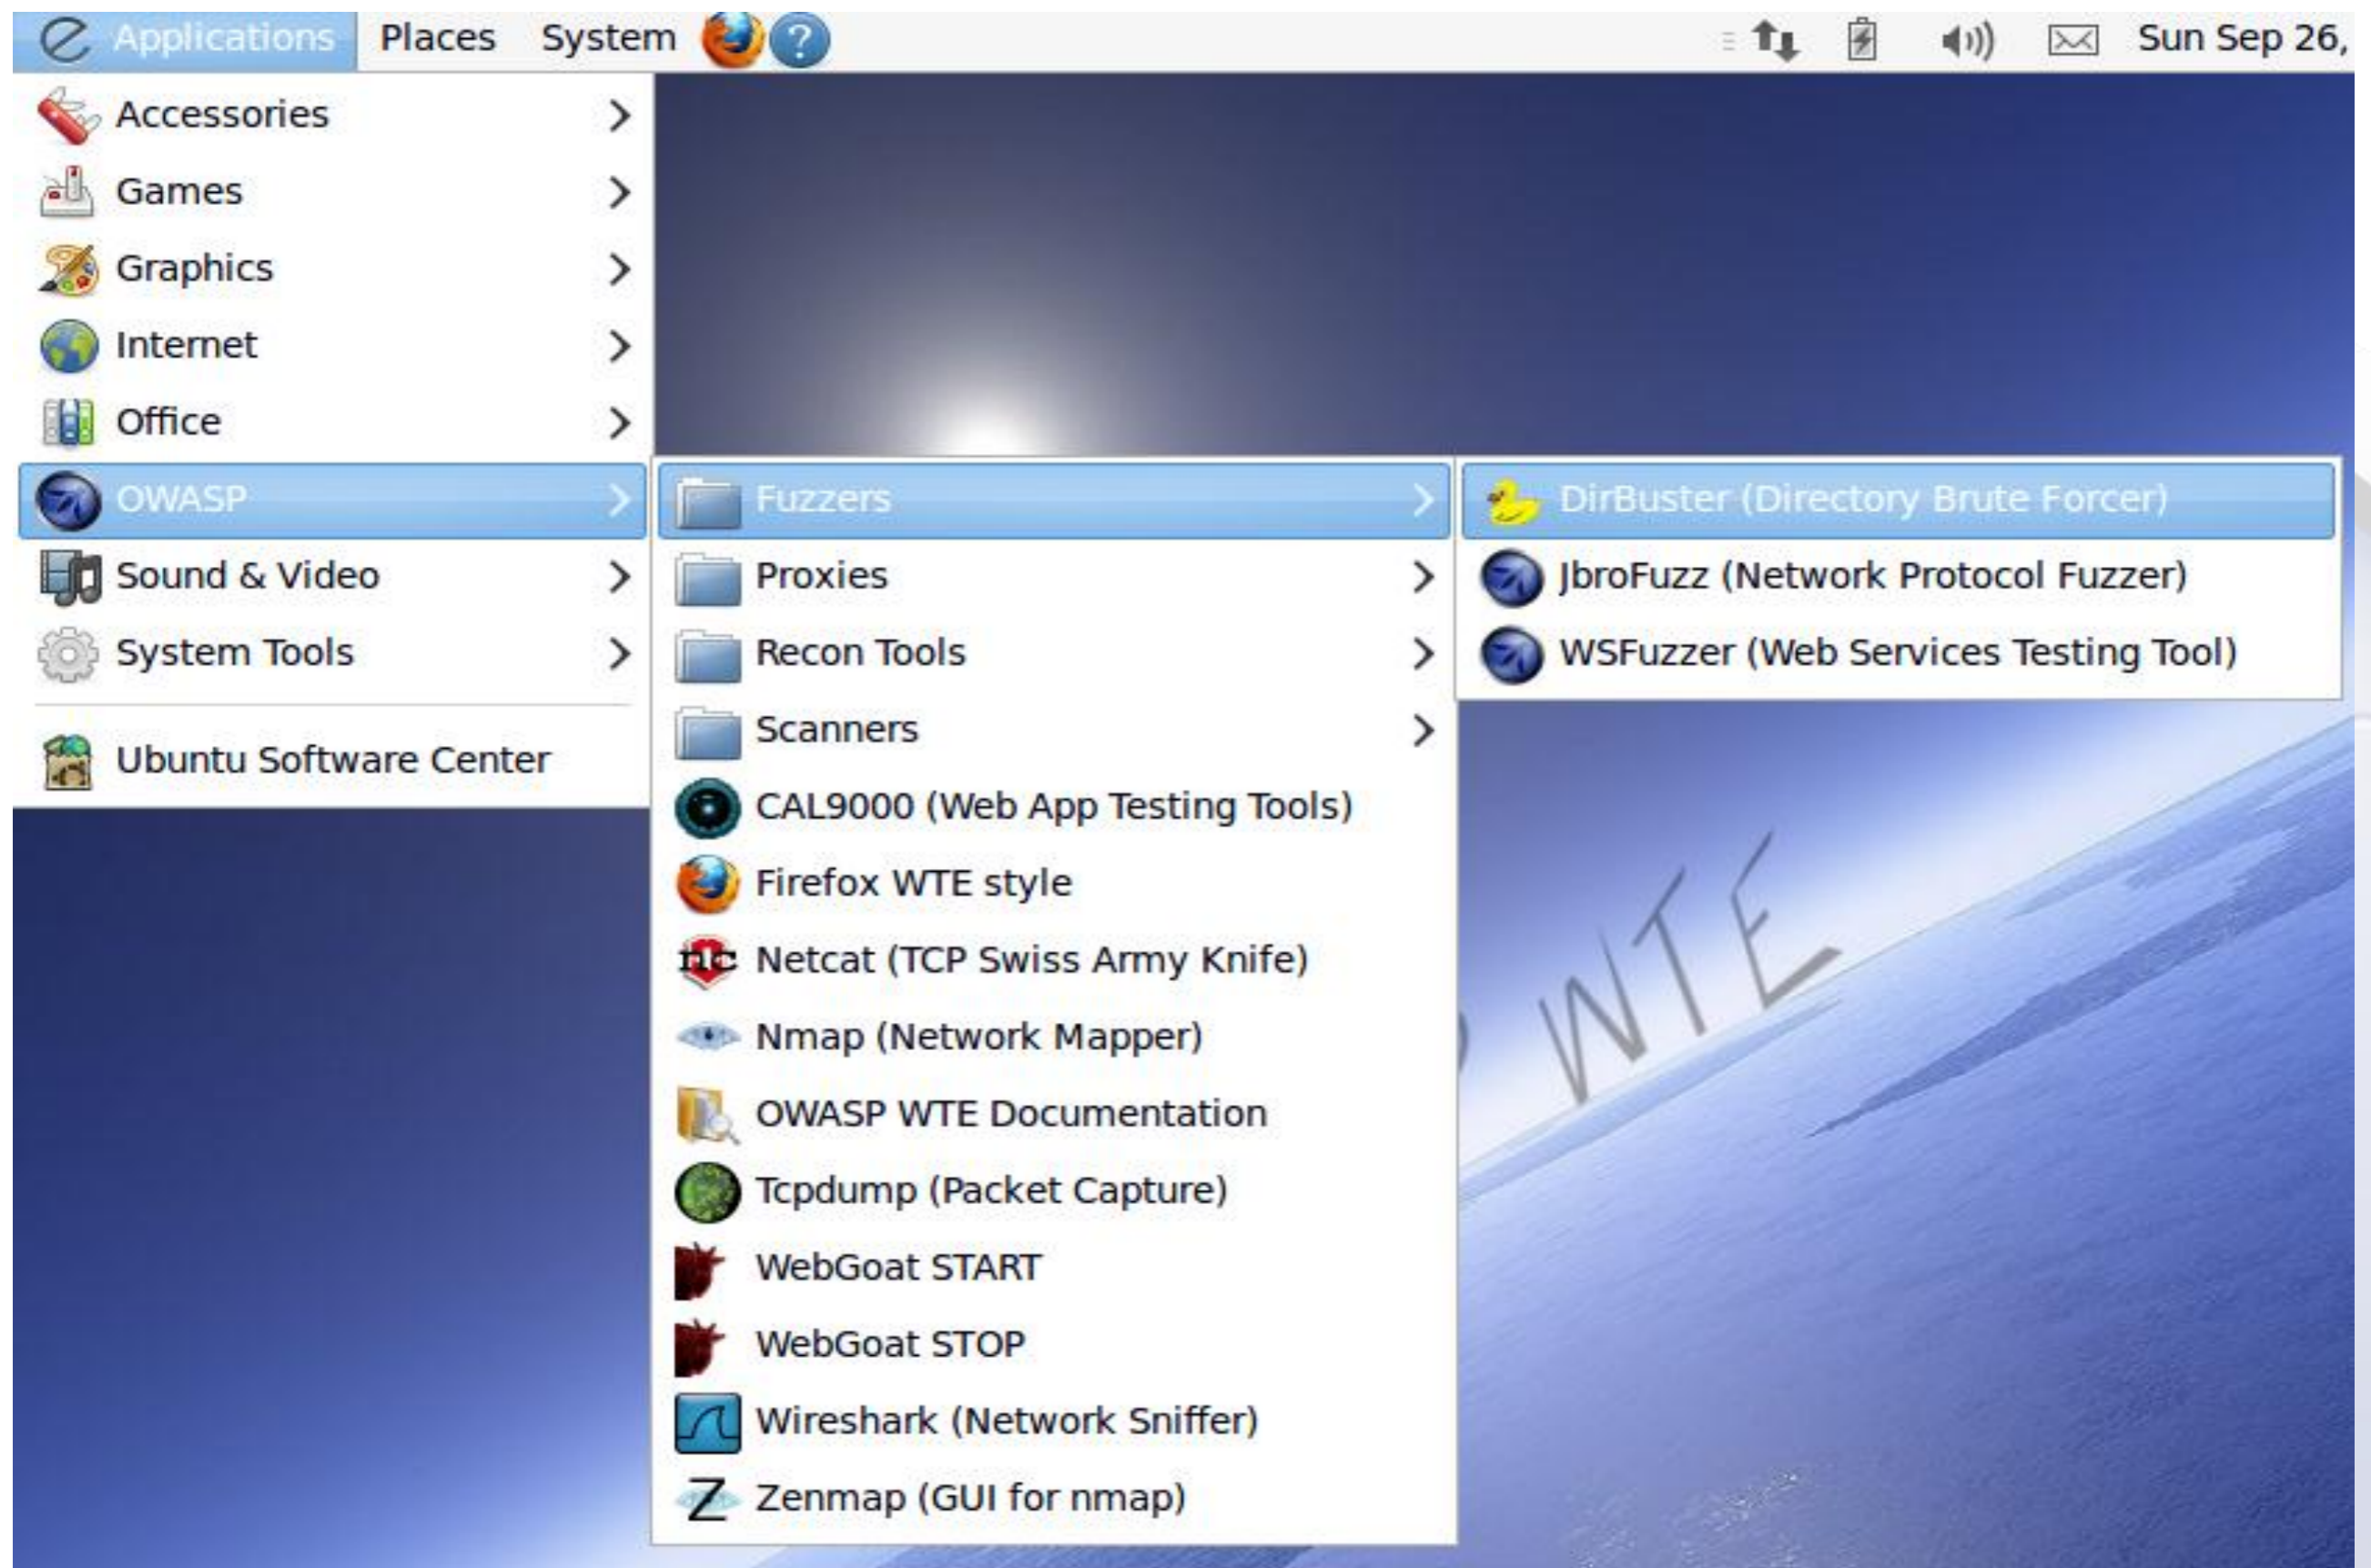 Applications Places System Sun Sep 26,
Accessories
Games
Graphics
Internet
Office
OWASP
Sound & Video
System Tools
Ubuntu Software Center
Fuzzers
Proxies
Recon Tools
Scanners
CAL9000 (Web App Testing Tools)
Firefox WTE style
Netcat (TCP Swiss Army Knife)
Nmap (Network Mapper)
OWASP WTE Documentation
Tcpdump (Packet Capture)
WebGoat START
WebGoat STOP
Wireshark (Network Sniffer)
Zenmap (GUI for nmap)
DirBuster (Directory Brute Forcer)
JbroFuzz (Network Protocol Fuzzer)
WSFuzzer (Web Services Testing Tool)
WTE